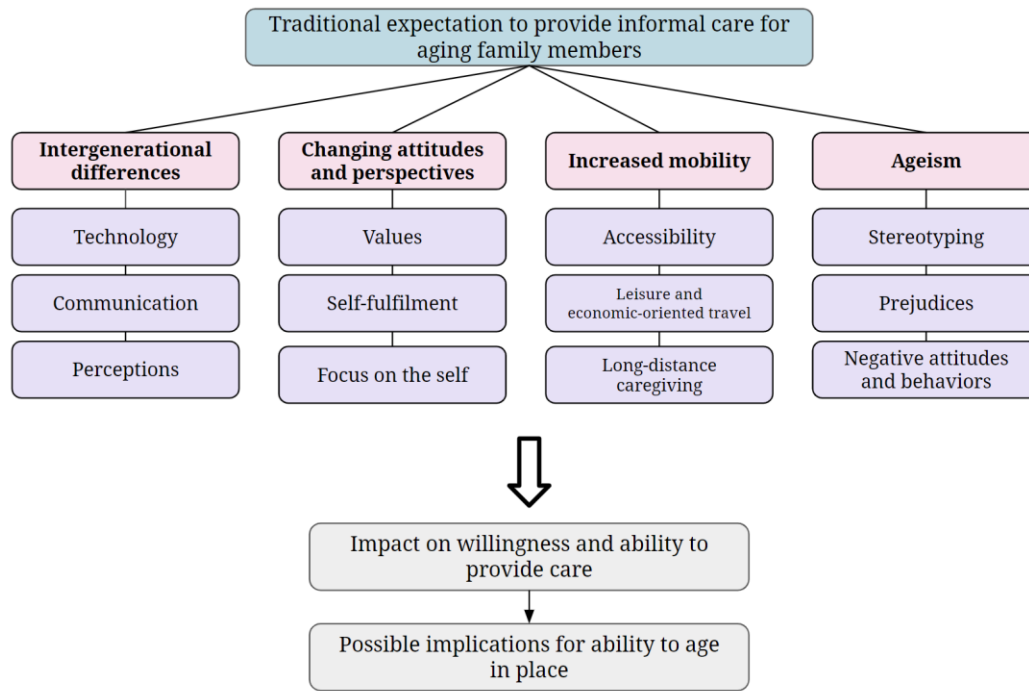 Traditional expectation to provide informal care for
aging family members
Intergenerational
differences
Technology
Communication
Perceptions
Changing attitudes
and perspectives
Values
Self-fulfilment
Focus on the self
Increased mobility
Accessibility
Leisure and
economic-oriented travel
Long-distance
caregiving
Ageism
Stereotyping
Prejudices
Negative attitudes
and behaviors
Impact on willingness and ability to
provide care
Possible implications for ability to age
in place